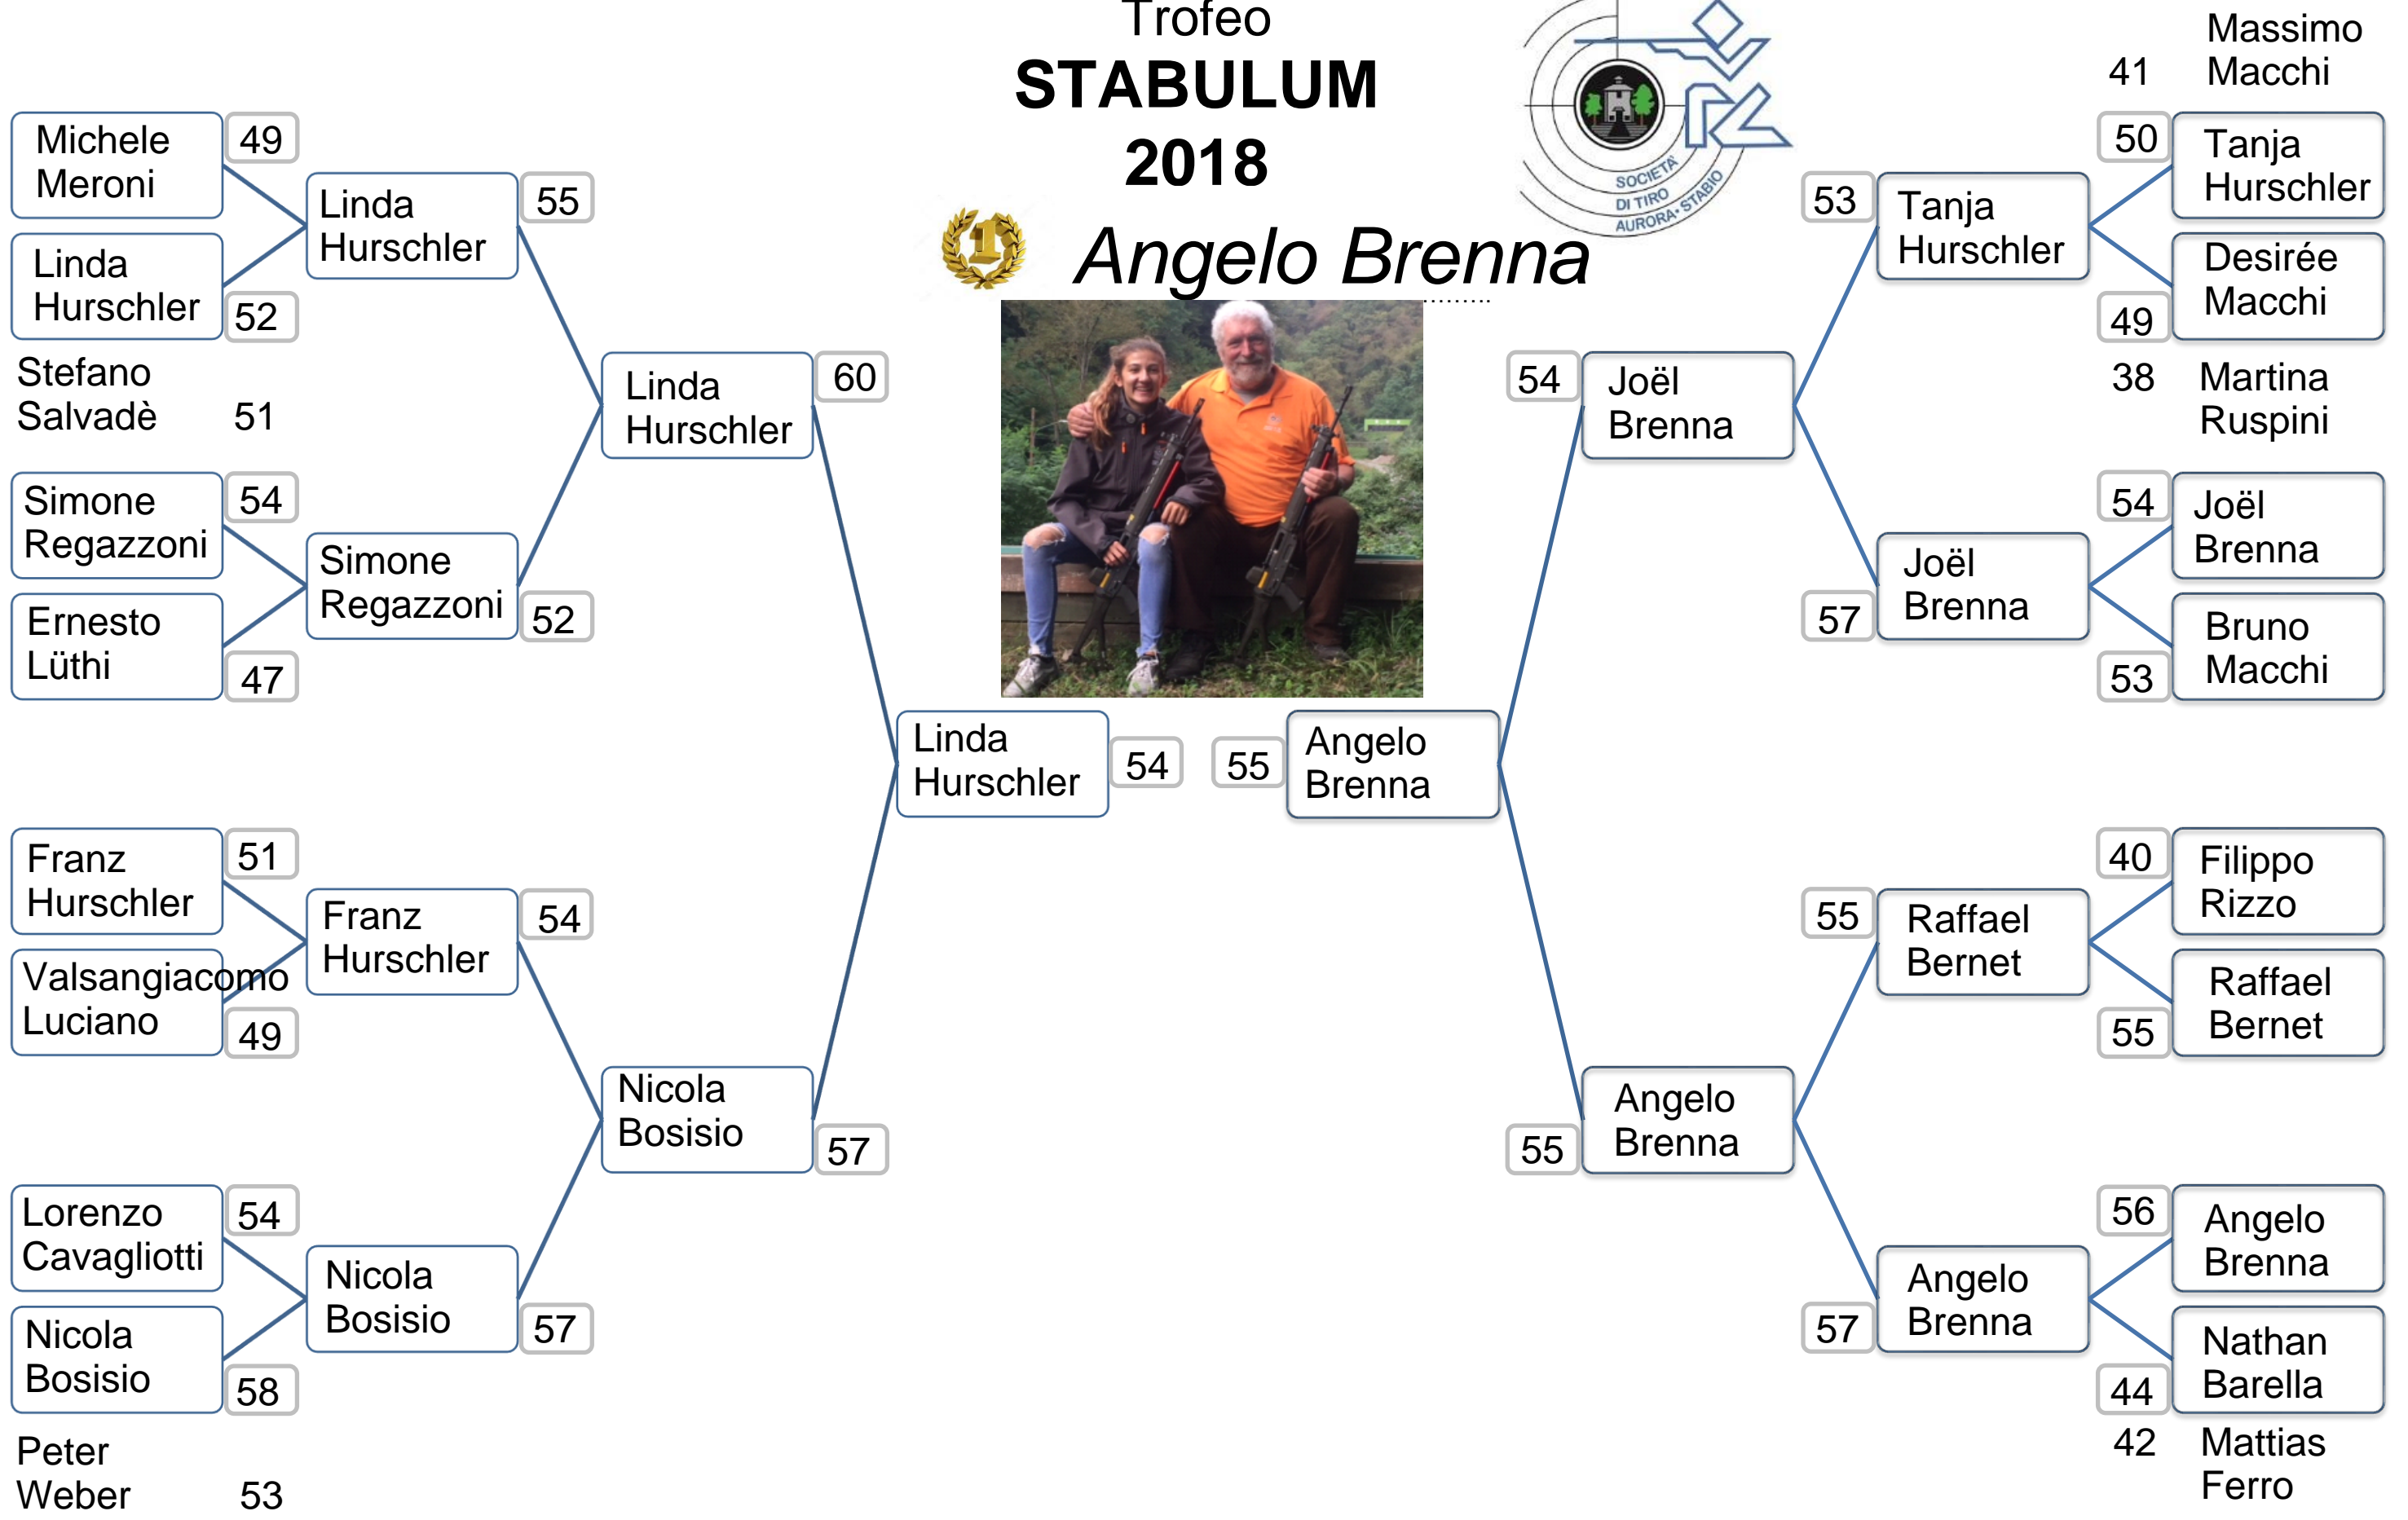 Trofeo
STABULUM
2018
Angelo Brenna
.........
SOCIETA'
DI TIRO
AURORA·STABIO
1
Michele
Meroni
49
Linda
Hurschler
52
Stefano
Salvadè 51
Simone
Regazzoni
54
Ernesto
Lüthi
47
Franz
Hurschler
51
Valsangiacomo
Luciano
49
Lorenzo
Cavagliotti
54
Nicola
Bosisio
58
Peter
Weber 53
Linda
Hurschler
55
Simone
Regazzoni
52
Franz
Hurschler
54
Nicola
Bosisio
57
Linda
Hurschler
60
Nicola
Bosisio
57
Linda
Hurschler
54
55
Angelo
Brenna
54
Joël
Brenna
55
Angelo
Brenna
53
Tanja
Hurschler
57
Joël
Brenna
55
Raffael
Bernet
57
Angelo
Brenna
Massimo
41 Macchi
50
Tanja
Hurschler
Desirée
Macchi
49
38 Martina
Ruspini
54
Joël
Brenna
Bruno
Macchi
53
40
Filippo
Rizzo
Raffael
Bernet
55
56
Angelo
Brenna
Nathan
Barella
44
42 Mattias
Ferro